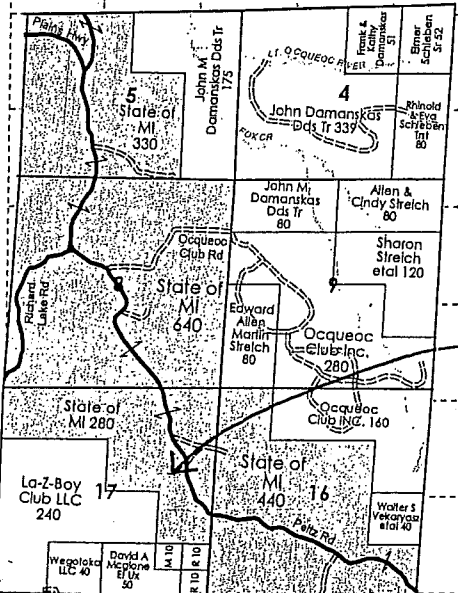 Plains Hwy
5
State of
MI
330
John M
Damanskas Dds Tr
175
Frank &
Kathy
Damanskas
51
Elmer
Schleben
Sr 52
LT. OCQUEOC RIVER
4
John Damanskas
Dds Tr 339
FOX CR
Rhinold
& Eva
Schleben
Tnt
80
John M.
Damanskas
Dds Tr
80
Allen &
Cindy Streich
80
Ocqueoc
Club Rd
Sharon
Streich
etal 120
8
9
State of
MI
640
Richard
Lake Rd
Edward
Allen
Martin
Streich
80
Ocqueoc
Club Inc.
280
Ocqueoc
Club INC. 160
State of
MI 280
La-Z-Boy
Club LLC
240
17
State of
MI
440
16
Walter S
etal 40
Peltz Rd
Wegotoka
LLC 40
David A
Et Ux
50
M 10
R 10
R 10